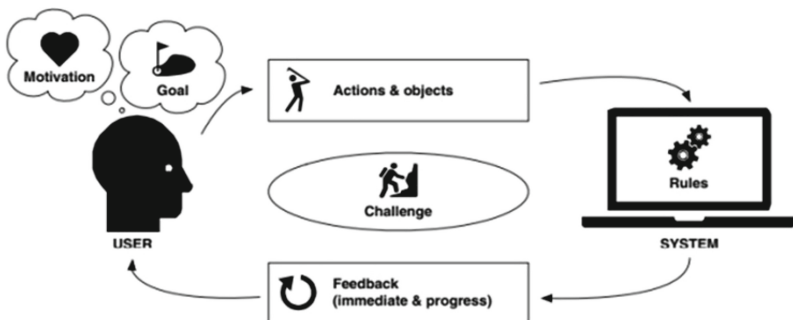 Motivation
Goal
Actions & objects
Rules
Challenge
USER
SYSTEM
Feedback
(immediate & progress)